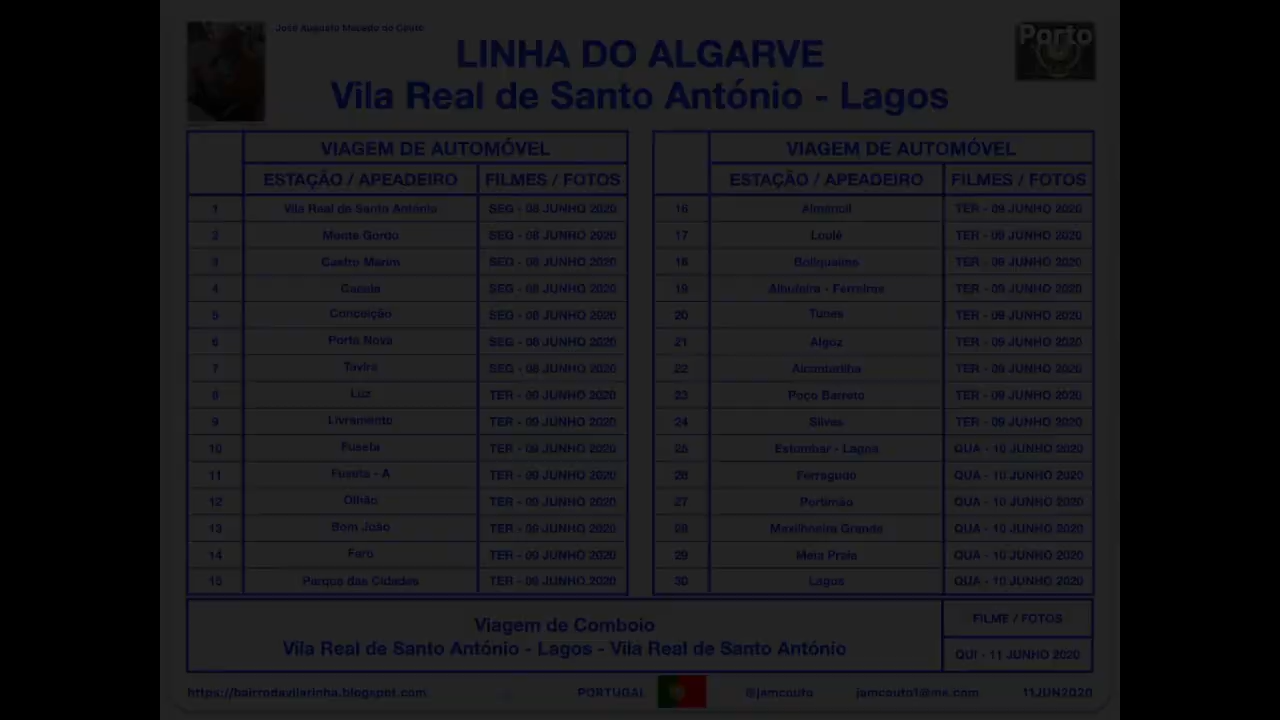 José Augusto Macedo do Couto
Porto
LINHA DO ALGARVE
Vila Real de Santo António - Lagos
VIAGEM DE AUTOMÓVEL
ESTAÇÃO / APEADEIRO FILMES / FOTOS
1 Vila Real de Santo António SEG - 08 JUNHO 2020
2 Monte Gordo SEG - 08 JUNHO 2020
3 Castro Marim SEG - 08 JUNHO 2020
4 Cacela SEG - 08 JUNHO 2020
5 Conceição SEG - 08 JUNHO 2020
6 Porta Nova SEG - 08 JUNHO 2020
7 Tavira SEG - 08 JUNHO 2020
8 Luz TER - 09 JUNHO 2020
9 Livramento TER - 09 JUNHO 2020
10 Fuseta TER - 09 JUNHO 2020
11 Fuseta - A TER - 09 JUNHO 2020
12 Olhão TER - 09 JUNHO 2020
13 Bom João TER - 09 JUNHO 2020
14 Faro TER - 09 JUNHO 2020
15 Parque das Cidades TER - 09 JUNHO 2020
VIAGEM DE AUTOMÓVEL
ESTAÇÃO / APEADEIRO FILMES / FOTOS
16 Almancil TER - 09 JUNHO 2020
17 Loulé TER - 09 JUNHO 2020
18 Boliqueime TER - 09 JUNHO 2020
19 Albufeira - Ferreiras TER - 09 JUNHO 2020
20 Tunes TER - 09 JUNHO 2020
21 Algoz TER - 09 JUNHO 2020
22 Alcantarilha TER - 09 JUNHO 2020
23 Poço Barreto TER - 09 JUNHO 2020
24 Silves TER - 09 JUNHO 2020
25 Estombar - Lagoa QUA - 10 JUNHO 2020
26 Ferragudo QUA - 10 JUNHO 2020
27 Portimão QUA - 10 JUNHO 2020
28 Mexilhoeira Grande QUA - 10 JUNHO 2020
29 Meia Praia QUA - 10 JUNHO 2020
30 Lagos QUA - 10 JUNHO 2020
Viagem de Comboio
Vila Real de Santo António - Lagos - Vila Real de Santo António
FILME / FOTOS
QUI - 11 JUNHO 2020
https://bairrodavilarinha.blogspot.com PORTUGAL @jamcouto jamcouto1@me.com 11JUN2020